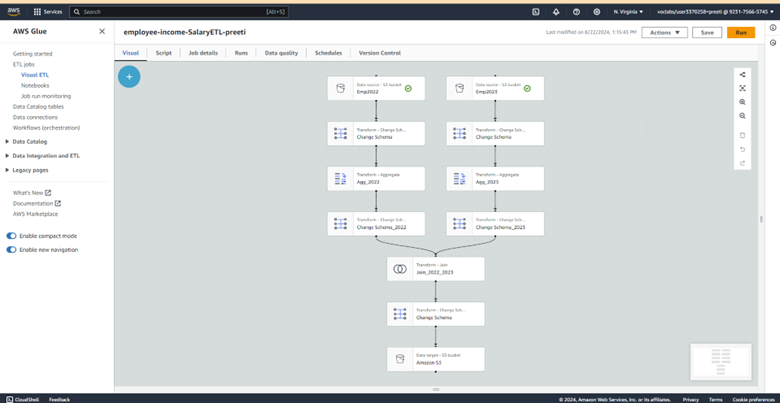 aws
Services
Search
[Alt+S]
N. Virginia
voclabs/user3370258=preeti @ 9231-7566-5745
AWS Glue
Getting started
ETL jobs
Visual ETL
Notebooks
Job run monitoring
Data Catalog tables
Data connections
Workflows (orchestration)
Data Catalog
Data Integration and ETL
Legacy pages
What's New
Documentation
AWS Marketplace
Enable compact mode
Enable new navigation
employee-income-SalaryETL-preeti
Last modified on 8/22/2024, 1:15:43 PM
Actions
Save
Run
Visual
Script
Job details
Runs
Data quality
Schedules
Version Control
Data source - S3 bucket
Emp2022
Data source - S3 bucket
Emp2023
Transform - Change Sch...
Change Schema
Transform - Change Sch...
Change Schema
Transform - Aggregate
Agg_2022
Transform - Aggregate
Agg_2023
Transform - Change Sch...
Change Schema_2022
Transform - Change Sch...
Change Schema_2023
Transform - Join
Join_2022_2023
Transform - Change Sch...
Change Schema
Data target - S3 bucket
Amazon S3
CloudShell
Feedback
© 2024, Amazon Web Services, Inc. or its affiliates.
Privacy
Terms
Cookie preferences